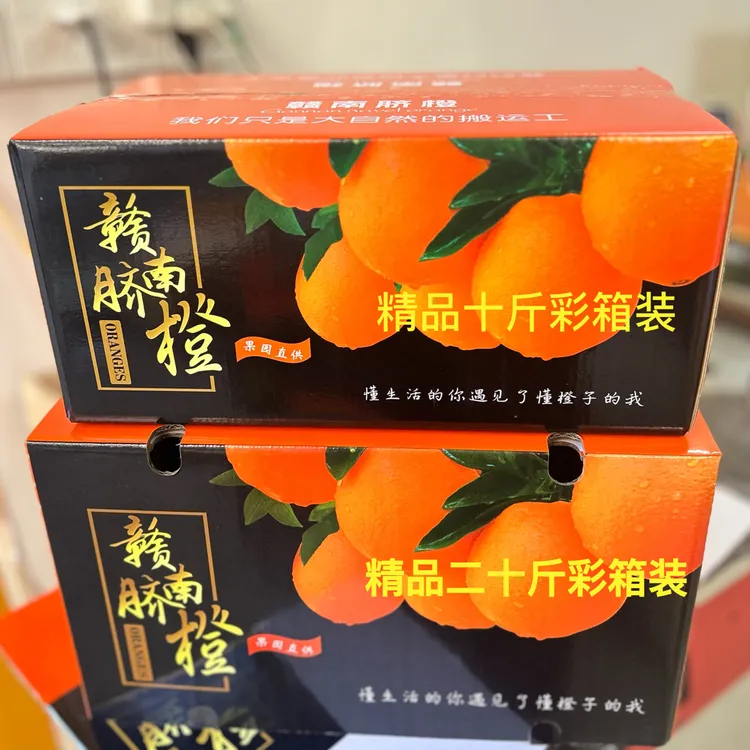 赣南脐橙
我们只是大自然的搬运工
赣南
脐橙
ORANGES
果园直供
精品十斤彩箱装
懂生活的你遇见了懂橙子的我
赣南
脐橙
ORANGES
果园直供
精品二十斤彩箱装
懂生活的你遇见了懂橙子的我